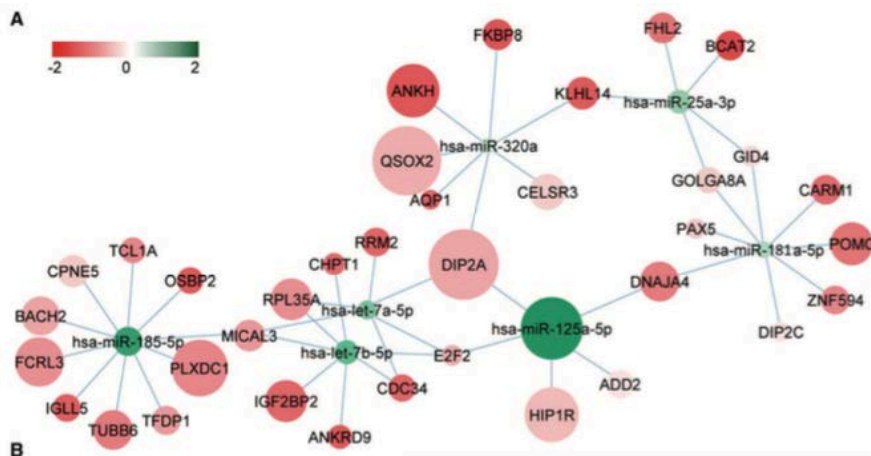 A
-2
0
2
FKBP8
FHL2
BCAT2
ANKH
KLHL14
hsa-miR-25a-3p
hsa-miR-320a
QSOX2
GID4
GOLGA8A
AQP1
CELSR3
CARM1
RRM2
PAX5
TCL1A
hsa-miR-181a-5p
POMC
CPNE5
CHPT1
DIP2A
OSBP2
RPL35A
DNAJA4
ZNF594
BACH2
hsa-let-7a-5p
hsa-miR-125a-5p
DIP2C
hsa-miR-185-5p
MICAL3
hsa-let-7b-5p
E2F2
FCRL3
PLXDC1
ADD2
CDC34
IGLL5
IGF2BP2
HIP1R
TUBB6
TFDP1
ANKRD9
B